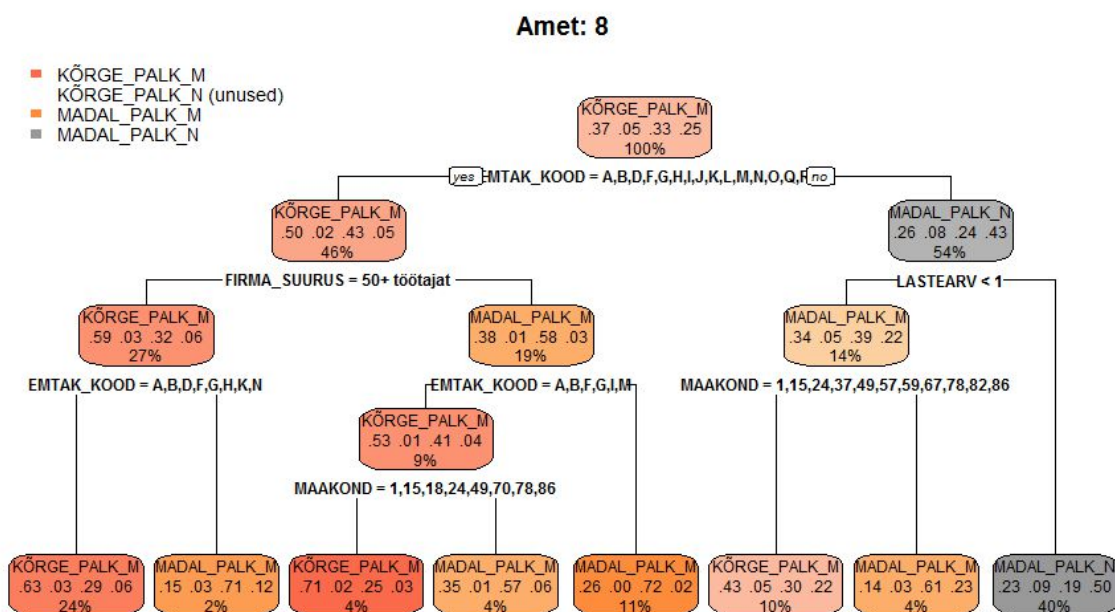 Amet: 8
KÕRGE_PALK_M
KÕRGE_PALK_N (unused)
MADAL_PALK_M
MADAL_PALK_N
KÕRGE_PALK_M
.37 .05 .33 .25
100%
yes EMTAK_KOOD = A,B,D,F,G,H,I,J,K,L,M,N,O,Q,R no
KÕRGE_PALK_M
.50 .02 .43 .05
46%
MADAL_PALK_N
.26 .08 .24 .43
54%
FIRMA_SUURUS = 50+ töötajat
LASTEARV < 1
KÕRGE_PALK_M
.59 .03 .32 .06
27%
MADAL_PALK_M
.38 .01 .58 .03
19%
MADAL_PALK_M
.34 .05 .39 .22
14%
EMTAK_KOOD = A,B,D,F,G,H,K,N
EMTAK_KOOD = A,B,F,G,I,M
MAAKOND = 1,15,24,37,49,57,59,67,78,82,86
KÕRGE_PALK_M
.53 .01 .41 .04
9%
MAAKOND = 1,15,18,24,49,70,78,86
KÕRGE_PALK_M
.63 .03 .29 .06
24%
MADAL_PALK_M
.15 .03 .71 .12
2%
KÕRGE_PALK_M
.71 .02 .25 .03
4%
MADAL_PALK_M
.35 .01 .57 .06
4%
MADAL_PALK_M
.26 .00 .72 .02
11%
KÕRGE_PALK_M
.43 .05 .30 .22
10%
MADAL_PALK_M
.14 .03 .61 .23
4%
MADAL_PALK_N
.23 .09 .19 .50
40%